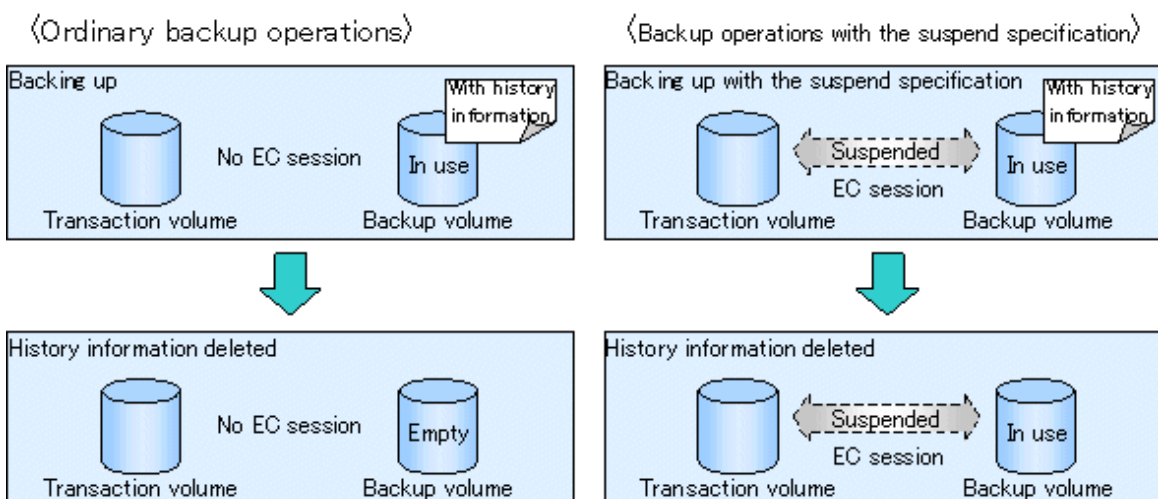 〈Ordinary backup operations〉
Backing up
With history
information
No EC session
In use
Transaction volume
Backup volume
History information deleted
No EC session
Empty
Transaction volume
Backup volume
〈Backup operations with the suspend specification〉
Backing up with the suspend specification
With history
information
Suspended
In use
EC session
Transaction volume
Backup volume
History information deleted
Suspended
In use
EC session
Transaction volume
Backup volume